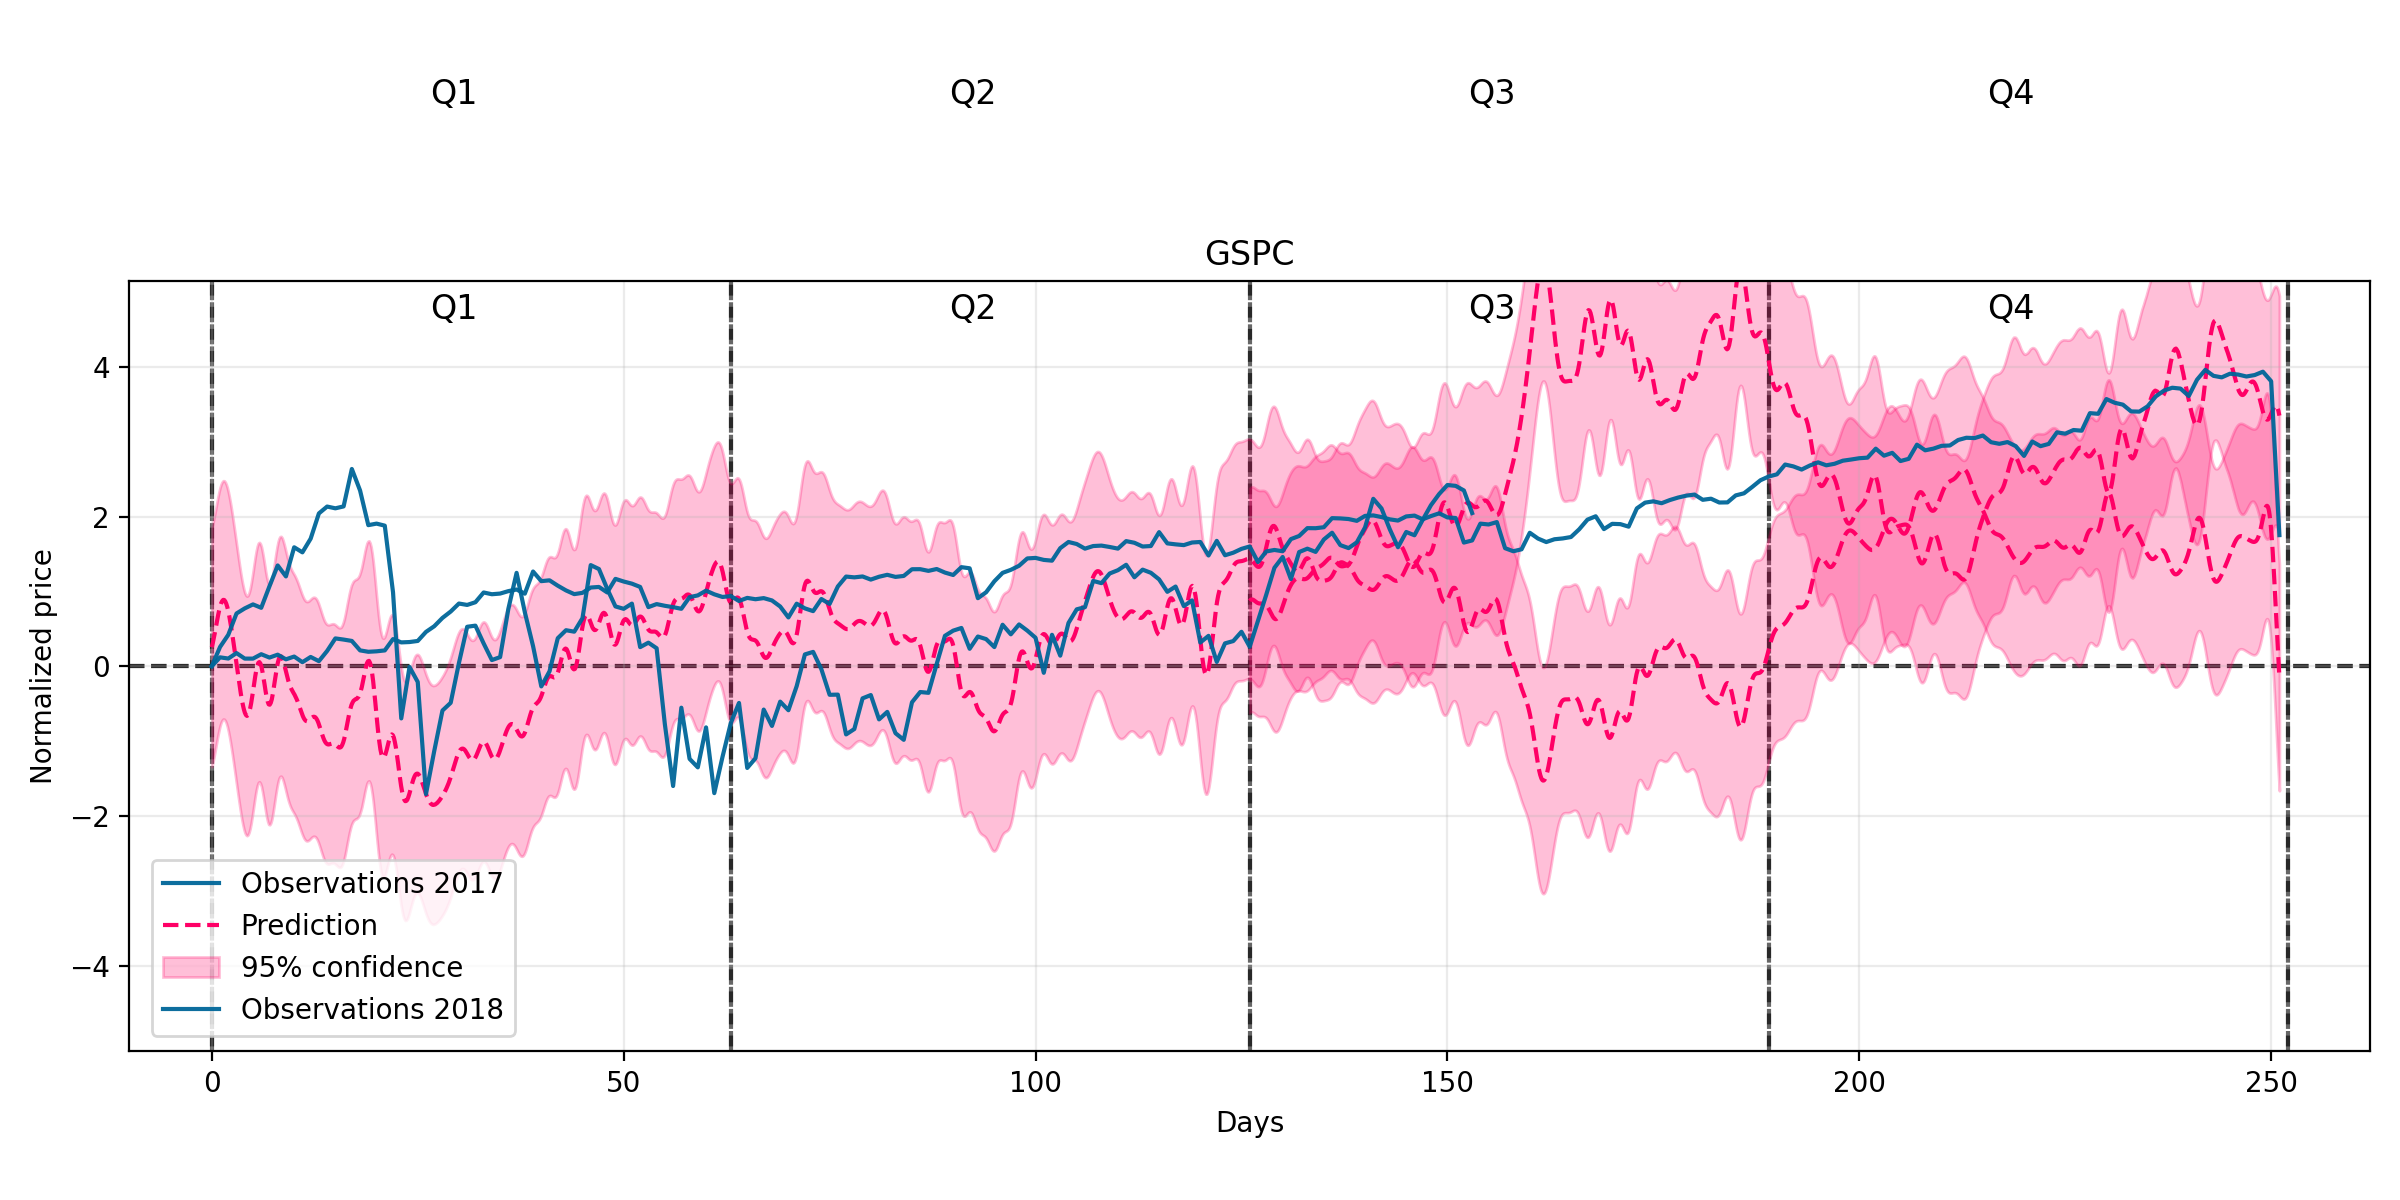 Q1 Q2 Q3 Q4
GSPC
Q1 Q2 Q3 Q4
Normalized price
4
2
0
−2
−4
Observations 2017
Prediction
95% confidence
Observations 2018
0 50 100 150 200 250
Days